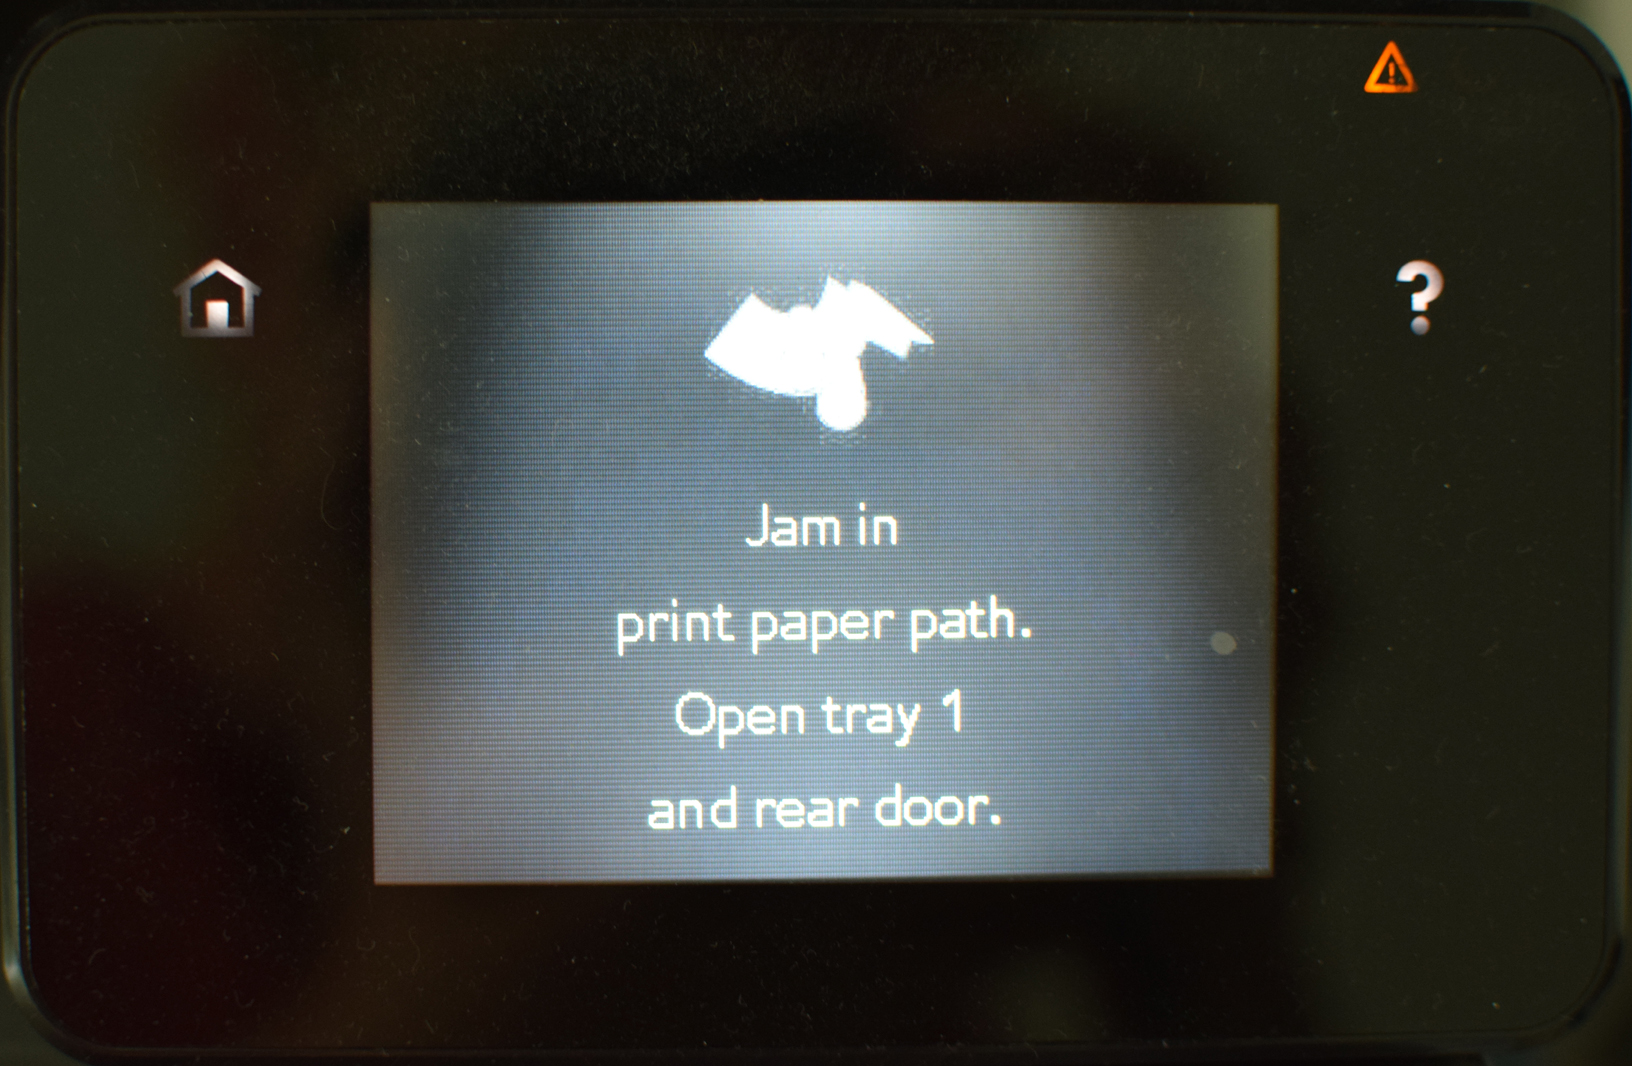 Jam in
print paper path.
Open tray 1
and rear door.